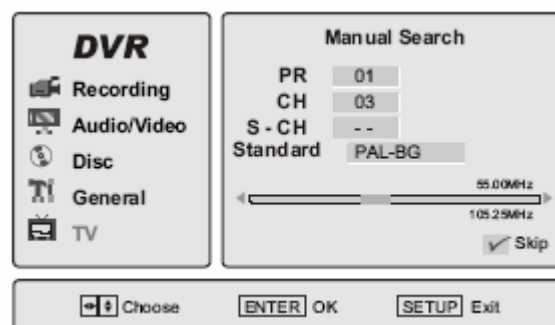 DVR
Recording
Audio/Video
Disc
General
TV
Manual Search
PR 01
CH 03
S - CH - -
Standard PAL-BG
55.00MHz
105.25MHz
Skip
Choose ENTER OK SETUP Exit